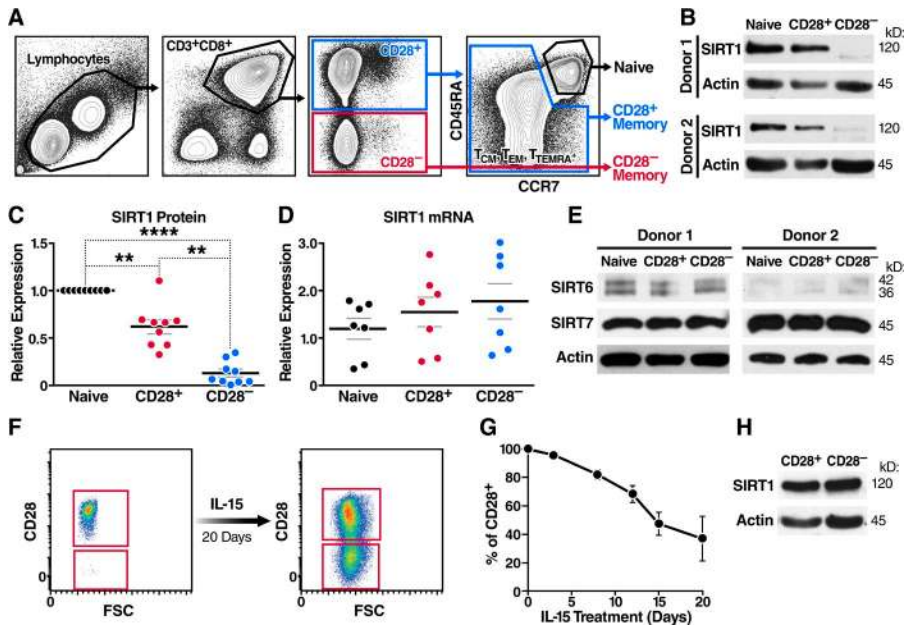 A
Lymphocytes
CD3+CD8+
CD28+
CD28−
CD45RA
Naive
CD28+
Memory
CD28−
Memory
TCM, TEM, TTEMRA+
CCR7
B
Naive CD28+ CD28−
kD:
Donor 1
SIRT1
120
Actin
45
Donor 2
SIRT1
120
Actin
45
C
SIRT1 Protein
****
** **
Relative Expression
1.5
1.0
0.5
0
Naive CD28+ CD28−
D
SIRT1 mRNA
Relative Expression
3.0
2.0
1.0
0
Naive CD28+ CD28−
E
Donor 1 Donor 2
Naive CD28+ CD28− Naive CD28+ CD28−
kD:
SIRT6
42
36
SIRT7
45
Actin
45
F
CD28
0
FSC
IL-15
20 Days
CD28
0
FSC
G
% of CD28+
100
80
60
40
20
0
0 5 10 15 20
IL-15 Treatment (Days)
H
CD28+ CD28−
kD:
SIRT1
120
Actin
45